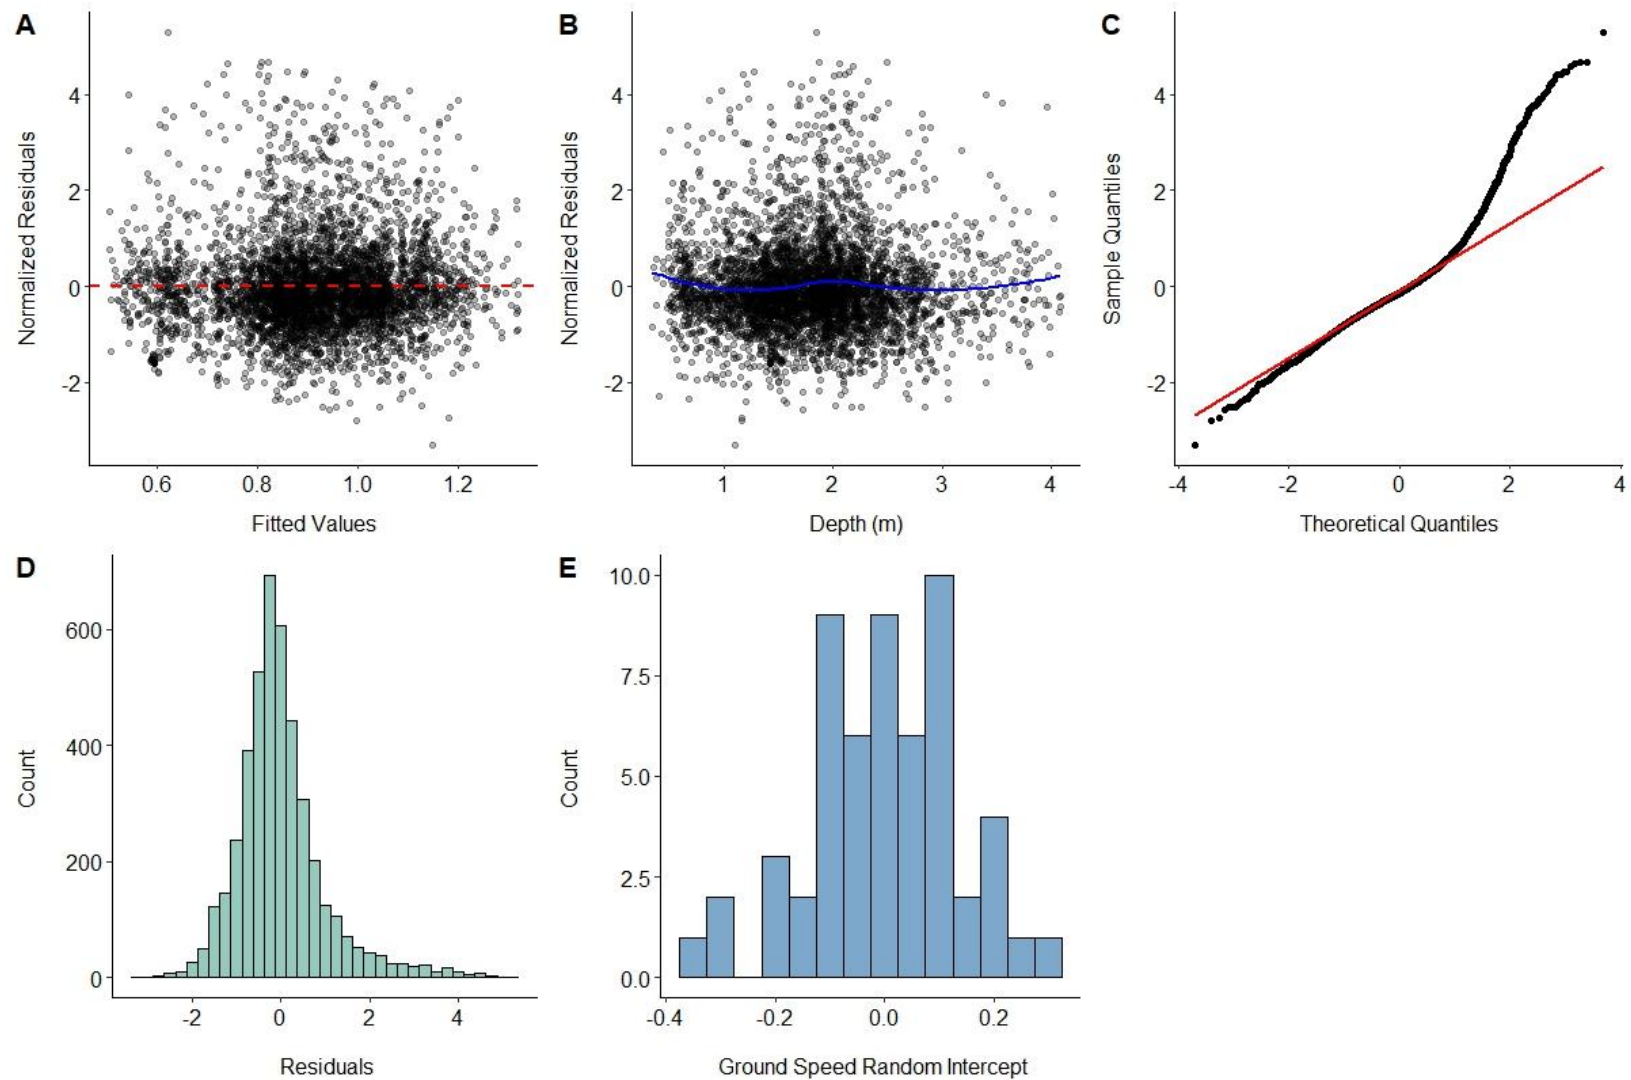 A
Normalized Residuals
4
2
0
-2
0.6 0.8 1.0 1.2
Fitted Values
B
Normalized Residuals
4
2
0
-2
1 2 3 4
Depth (m)
C
Sample Quantiles
4
2
0
-2
-4 -2 0 2 4
Theoretical Quantiles
D
Count
600
400
200
0
-2 0 2 4
Residuals
E
Count
10.0
7.5
5.0
2.5
0.0
-0.4 -0.2 0.0 0.2
Ground Speed Random Intercept